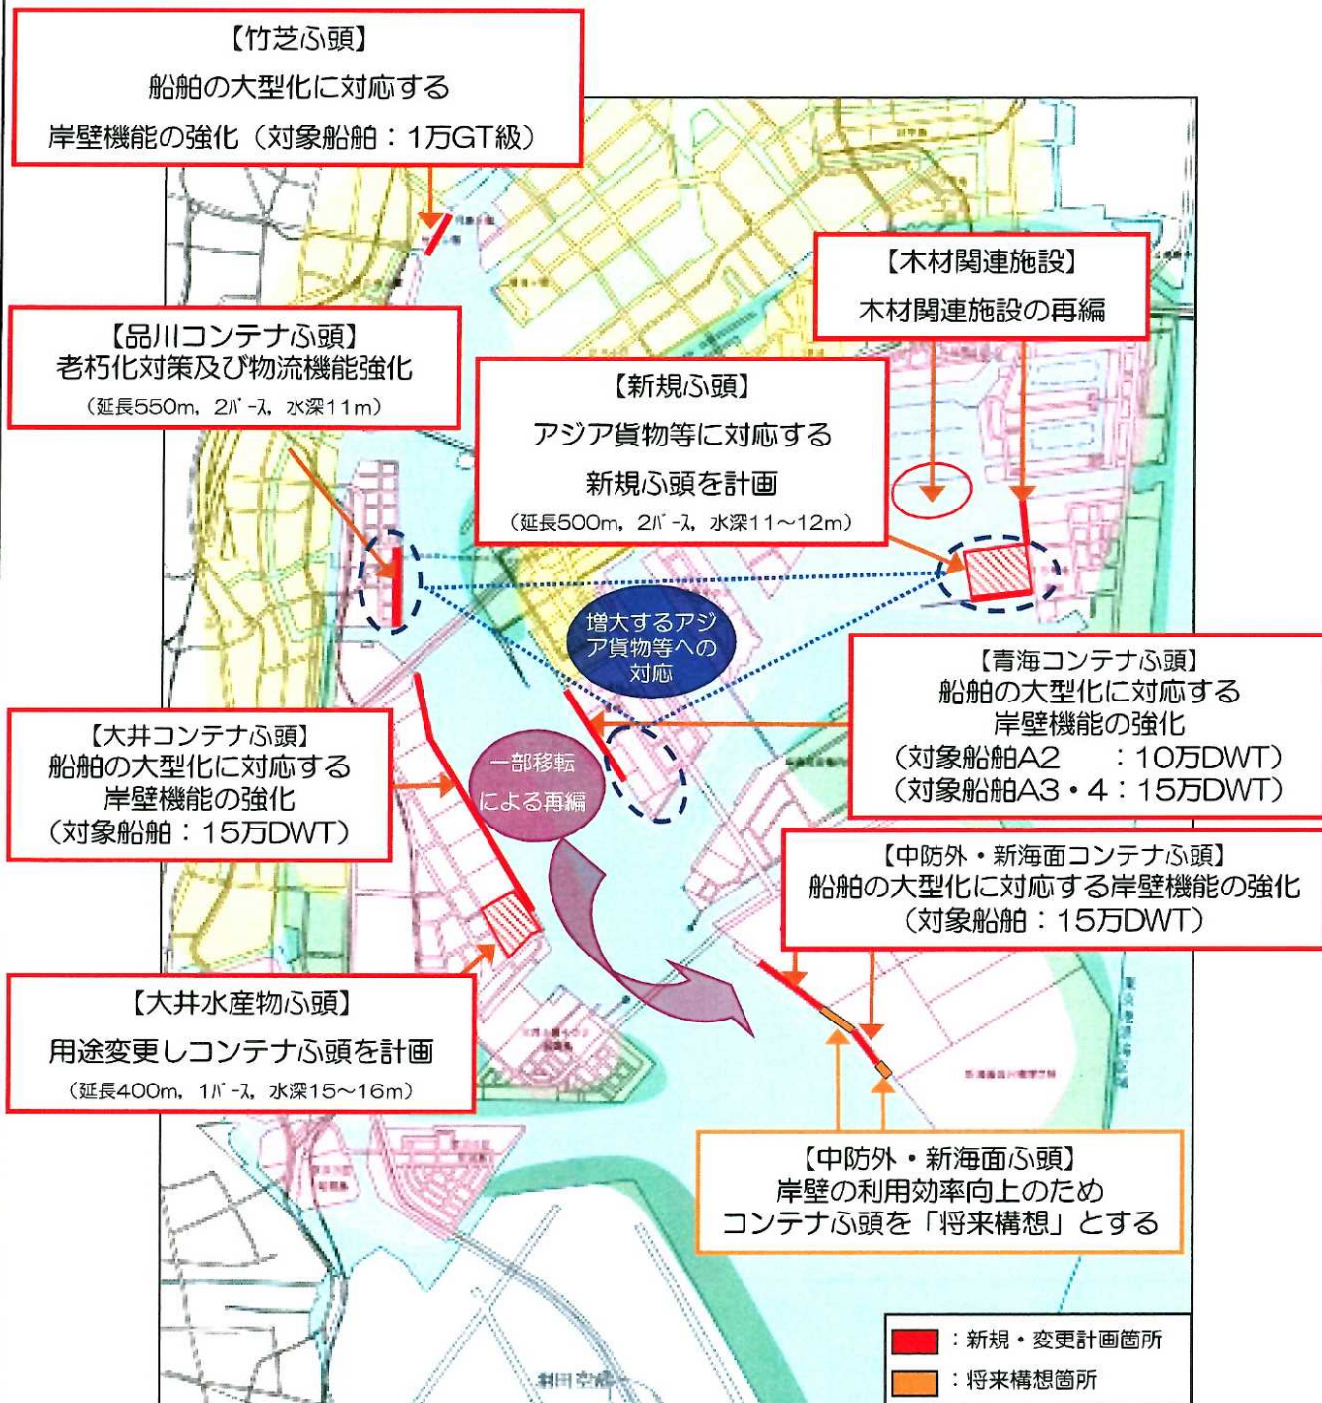 【竹芝ふ頭】
船舶の大型化に対応する
岸壁機能の強化（対象船舶：1万GT級）
【木材関連施設】
木材関連施設の再編
【品川コンテナふ頭】
老朽化対策及び物流機能強化
（延長550m，2ﾊﾞｰｽ，水深11m）
【新規ふ頭】
アジア貨物等に対応する
新規ふ頭を計画
（延長500m，2ﾊﾞｰｽ，水深11～12m）
増大するアジ
ア貨物等への
対応
【青海コンテナふ頭】
船舶の大型化に対応する
岸壁機能の強化
（対象船舶A2　　：10万DWT）
（対象船舶A3・4：15万DWT）
【大井コンテナふ頭】
船舶の大型化に対応する
岸壁機能の強化
（対象船舶：15万DWT）
一部移転
による再編
【中防外・新海面コンテナふ頭】
船舶の大型化に対応する岸壁機能の強化
（対象船舶：15万DWT）
【大井水産物ふ頭】
用途変更しコンテナふ頭を計画
（延長400m，1ﾊﾞｰｽ，水深15～16m）
【中防外・新海面ふ頭】
岸壁の利用効率向上のため
コンテナふ頭を「将来構想」とする
：新規・変更計画箇所
：将来構想箇所